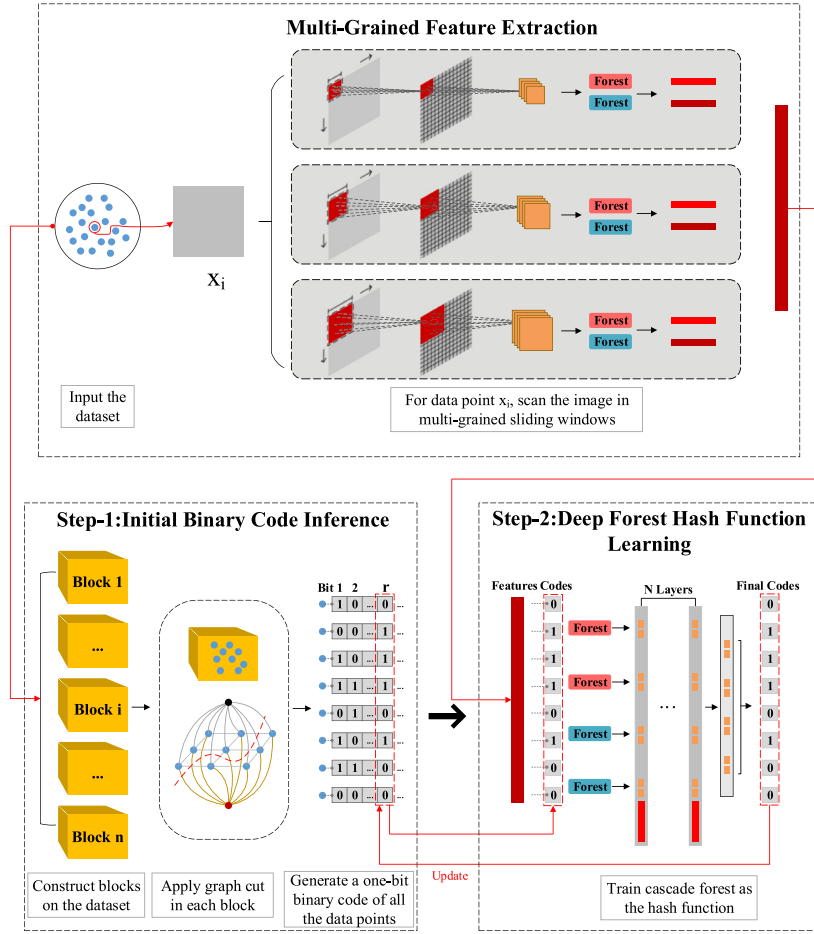 Multi-Grained Feature Extraction
Forest
Forest
Forest
Forest
Forest
Forest
x_i
Input the
dataset
For data point x_i, scan the image in
multi-grained sliding windows
Step-1:Initial Binary Code Inference
Block 1
...
Block i
...
Block n
Bit 1 2 r
1 0 ... 0 ...
0 0 ... 1 ...
1 0 ... 1 ...
1 1 ... 1 ...
0 1 ... 0 ...
1 0 ... 1 ...
1 1 ... 0 ...
0 0 ... 0 ...
Construct blocks
on the dataset
Apply graph cut
in each block
Generate a one-bit
binary code of all
the data points
Update
Step-2:Deep Forest Hash Function
Learning
Features Codes
N Layers
Final Codes
0
1
1
1
0
1
0
0
Forest
Forest
Forest
Forest
...
0
1
1
1
0
1
0
0
Train cascade forest as
the hash function